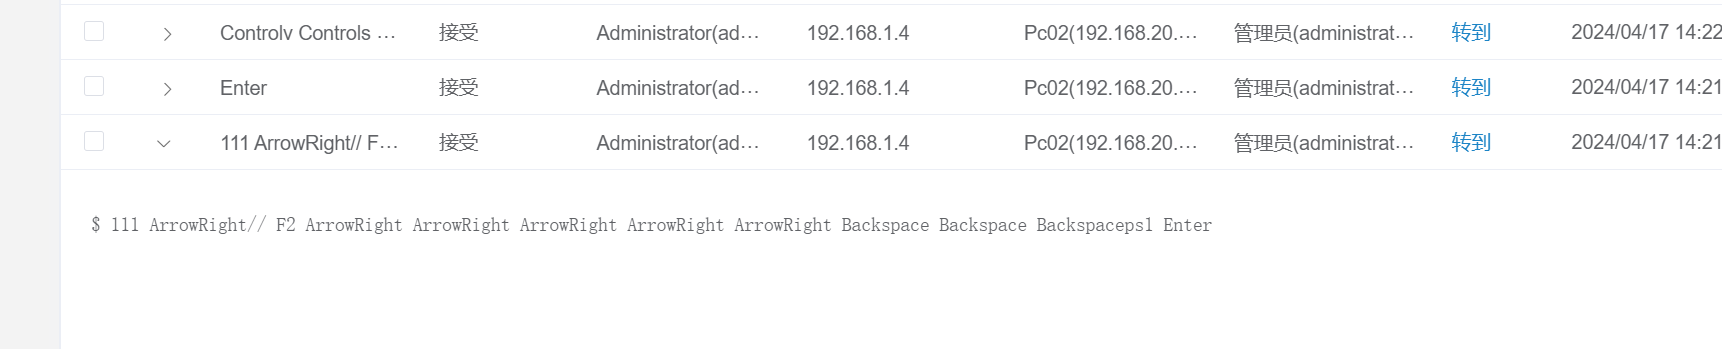 Controlv Controls … 接受 Administrator(ad… 192.168.1.4 Pc02(192.168.20.… 管理员(administrat… 转到 2024/04/17 14:22
Enter 接受 Administrator(ad… 192.168.1.4 Pc02(192.168.20.… 管理员(administrat… 转到 2024/04/17 14:21
111 ArrowRight// F… 接受 Administrator(ad… 192.168.1.4 Pc02(192.168.20.… 管理员(administrat… 转到 2024/04/17 14:21
$ 111 ArrowRight// F2 ArrowRight ArrowRight ArrowRight ArrowRight ArrowRight Backspace Backspace Backspaceps1 Enter